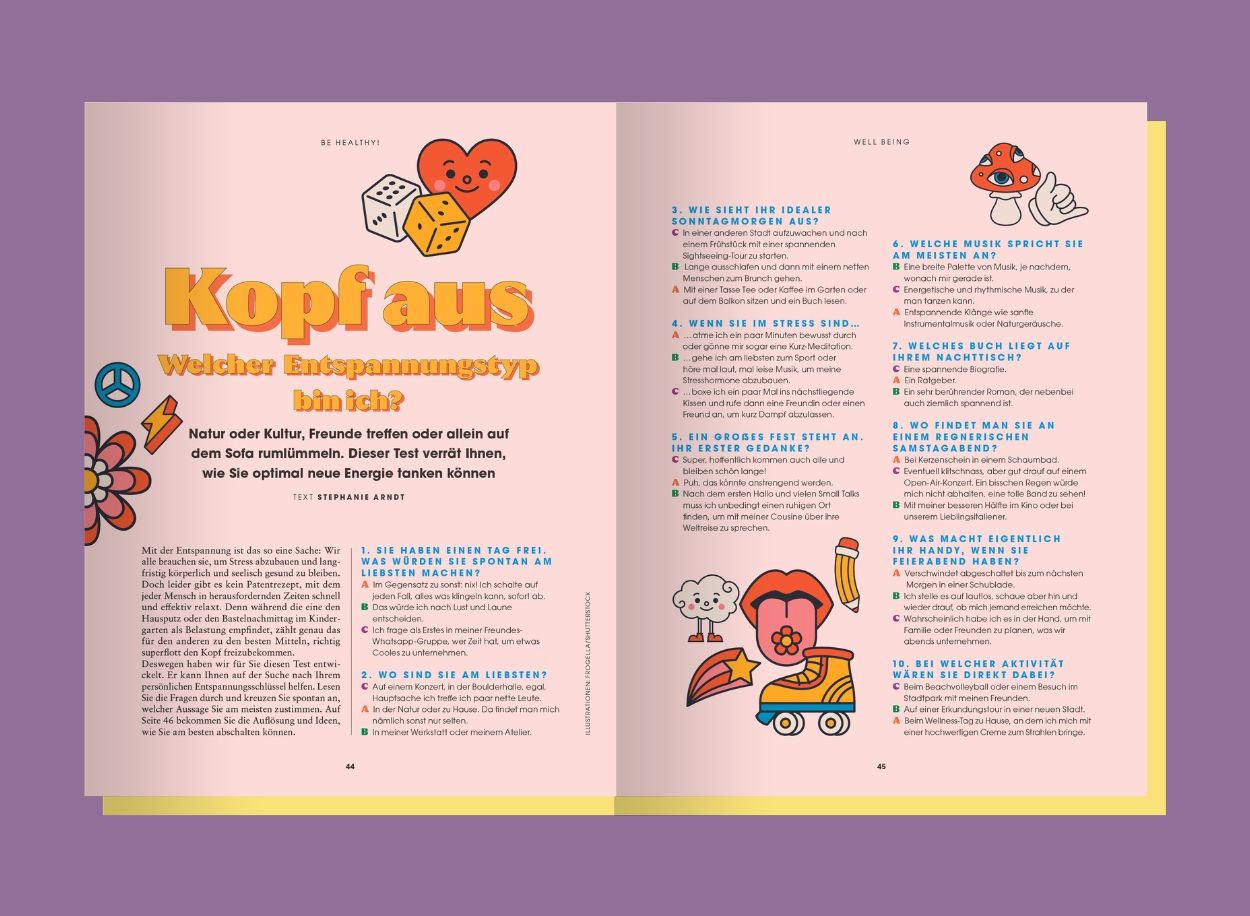 BE HEALTHY!
Kopf aus
Welcher Entspannungstyp
bin ich?
Natur oder Kultur, Freunde treffen oder allein auf
dem Sofa rumlümmeln. Dieser Test verrät Ihnen,
wie Sie optimal neue Energie tanken können
TEXT STEPHANIE ARNDT
Mit der Entspannung ist das so eine Sache: Wir
alle brauchen sie, um Stress abzubauen und lang-
fristig körperlich und seelisch gesund zu bleiben.
Doch leider gibt es kein Patentrezept, mit dem
jeder Mensch in herausfordernden Zeiten schnell
und effektiv relaxt. Denn während die eine den
Hausputz oder den Bastelnachmittag im Kinder-
garten als Belastung empfindet, zählt genau das
für den anderen zu den besten Mitteln, richtig
superflott den Kopf freizubekommen.
Deswegen haben wir für Sie diesen Test entwi-
ckelt. Er kann Ihnen auf der Suche nach Ihrem
persönlichen Entspannungsschlüssel helfen. Lesen
Sie die Fragen durch und kreuzen Sie spontan an,
welcher Aussage Sie am meisten zustimmen. Auf
Seite 46 bekommen Sie die Auflösung und Ideen,
wie Sie am besten abschalten können.
1. SIE HABEN EINEN TAG FREI.
WAS WÜRDEN SIE SPONTAN AM
LIEBSTEN MACHEN?
A Im Gegensatz zu sonst: nix! Ich schalte auf
jeden Fall, alles was klingeln kann, sofort ab.
B Das würde ich nach Lust und Laune
entscheiden.
C Ich frage als Erstes in meiner Freundes-
Whatsapp-Gruppe, wer Zeit hat, um etwas
Cooles zu unternehmen.
2. WO SIND SIE AM LIEBSTEN?
C Auf einem Konzert, in der Boulderhalle, egal,
Hauptsache ich treffe ich paar nette Leute.
A In der Natur oder zu Hause. Da findet man mich
nämlich sonst nur selten.
B In meiner Werkstatt oder meinem Atelier.
ILLUSTRATIONEN: FROGELLA/SHUTTERSTOCK
44
WELL BEING
3. WIE SIEHT IHR IDEALER
SONNTAGMORGEN AUS?
C In einer anderen Stadt aufzuwachen und nach
einem Frühstück mit einer spannenden
Sightseeing-Tour zu starten.
B Lange ausschlafen und dann mit einem netten
Menschen zum Brunch gehen.
A Mit einer Tasse Tee oder Kaffee im Garten oder
auf dem Balkon sitzen und ein Buch lesen.
4. WENN SIE IM STRESS SIND...
A ...atme ich ein paar Minuten bewusst durch
oder gönne mir sogar eine Kurz-Meditation.
B ...gehe ich am liebsten zum Sport oder
höre mal laut, mal leise Musik, um meine
Stresshormone abzubauen.
C ...boxe ich ein paar Mal ins nächstliegende
Kissen und rufe dann eine Freundin oder einen
Freund an, um kurz Dampf abzulassen.
5. EIN GROßES FEST STEHT AN.
IHR ERSTER GEDANKE?
C Super, hoffentlich kommen auch alle und
bleiben schön lange!
A Puh, das könnte anstrengend werden.
B Nach dem ersten Hallo und vielen Small Talks
muss ich unbedingt einen ruhigen Ort
finden, um mit meiner Cousine über ihre
Weltreise zu sprechen.
6. WELCHE MUSIK SPRICHT SIE
AM MEISTEN AN?
B Eine breite Palette von Musik, je nachdem,
wonach mir gerade ist.
C Energetische und rhythmische Musik, zu der
man tanzen kann.
A Entspannende Klänge wie sanfte
Instrumentalmusik oder Naturgeräusche.
7. WELCHES BUCH LIEGT AUF
IHREM NACHTTISCH?
C Eine spannende Biografie.
A Ein Ratgeber.
B Ein sehr berührender Roman, der nebenbei
auch ziemlich spannend ist.
8. WO FINDET MAN SIE AN
EINEM REGNERISCHEN
SAMSTAGABEND?
A Bei Kerzenschein in einem Schaumbad.
C Eventuell klitschnass, aber gut drauf auf einem
Open-Air-Konzert. Ein bisschen Regen würde
mich nicht abhalten, eine tolle Band zu sehen!
B Mit meiner besseren Hälfte im Kino oder bei
unserem Lieblingsitaliener.
9. WAS MACHT EIGENTLICH
IHR HANDY, WENN SIE
FEIERABEND HABEN?
A Verschwindet abgeschaltet bis zum nächsten
Morgen in einer Schublade.
B Ich stelle es auf lautlos, schaue aber hin und
wieder drauf, ob mich jemand erreichen möchte.
C Wahrscheinlich habe ich es in der Hand, um mit
Familie oder Freunden zu planen, was wir
abends unternehmen.
10. BEI WELCHER AKTIVITÄT
WÄREN SIE DIREKT DABEI?
C Beim Beachvolleyball oder einem Besuch im
Stadtpark mit meinen Freunden.
B Auf einer Erkundungstour in einer neuen Stadt.
A Beim Wellness-Tag zu Hause, an dem ich mich mit
einer hochwertigen Creme zum Strahlen bringe.
45